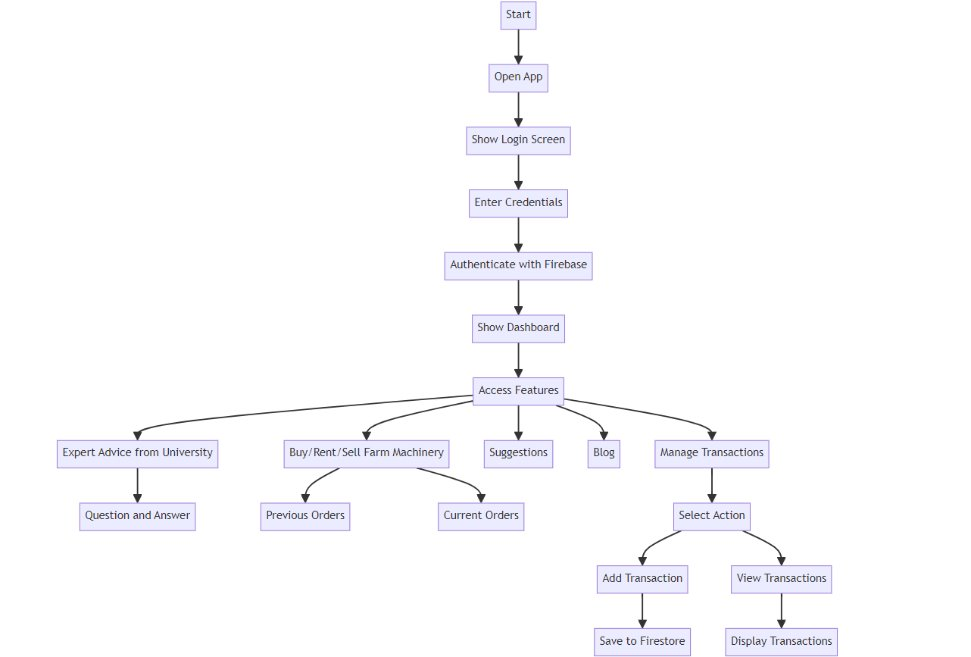 Start
Open App
Show Login Screen
Enter Credentials
Authenticate with Firebase
Show Dashboard
Access Features
Expert Advice from University
Buy/Rent/Sell Farm Machinery
Suggestions
Blog
Manage Transactions
Question and Answer
Previous Orders
Current Orders
Select Action
Add Transaction
View Transactions
Save to Firestore
Display Transactions